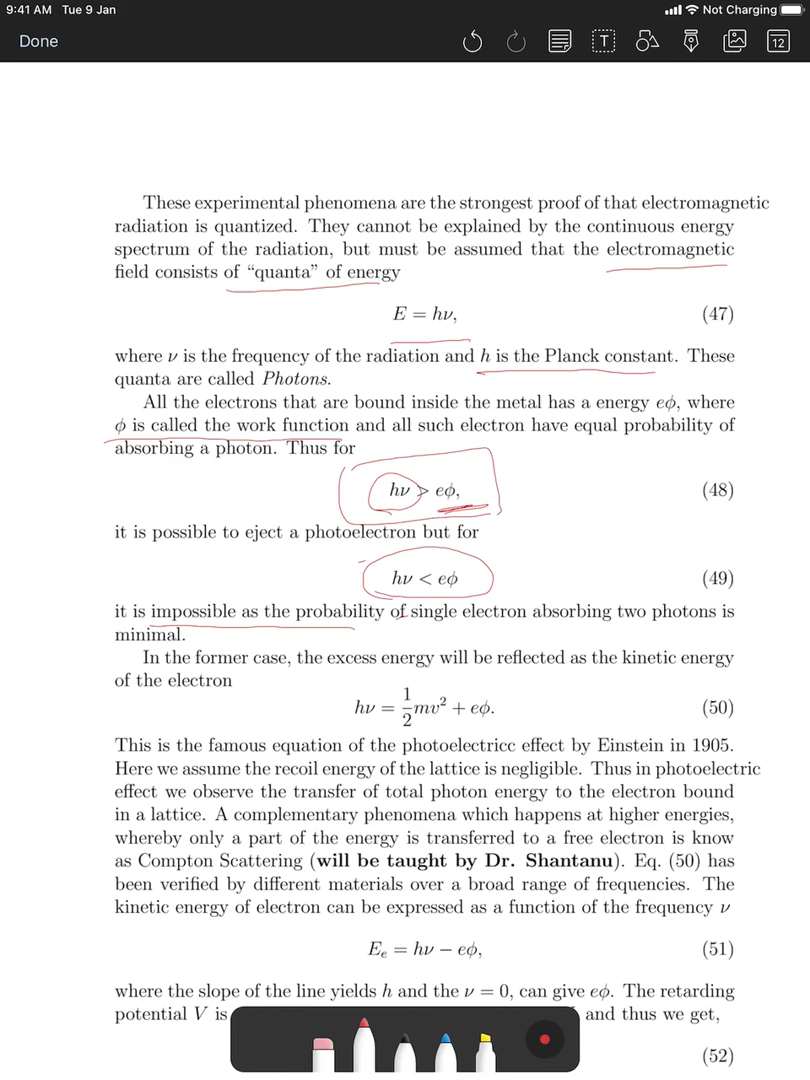 9:41 AM Tue 9 Jan
Not Charging
Done
T
12
These experimental phenomena are the strongest proof of that electromagnetic
radiation is quantized. They cannot be explained by the continuous energy
spectrum of the radiation, but must be assumed that the electromagnetic
field consists of “quanta” of energy
E = hν, (47)
where ν is the frequency of the radiation and h is the Planck constant. These
quanta are called Photons.
All the electrons that are bound inside the metal has a energy eϕ, where
ϕ is called the work function and all such electron have equal probability of
absorbing a photon. Thus for
hν > eϕ, (48)
it is possible to eject a photoelectron but for
hν < eϕ (49)
it is impossible as the probability of single electron absorbing two photons is
minimal.
In the former case, the excess energy will be reflected as the kinetic energy
of the electron
hν = 1/2 mv² + eϕ. (50)
This is the famous equation of the photoelectricc effect by Einstein in 1905.
Here we assume the recoil energy of the lattice is negligible. Thus in photoelectric
effect we observe the transfer of total photon energy to the electron bound
in a lattice. A complementary phenomena which happens at higher energies,
whereby only a part of the energy is transferred to a free electron is know
as Compton Scattering (will be taught by Dr. Shantanu). Eq. (50) has
been verified by different materials over a broad range of frequencies. The
kinetic energy of electron can be expressed as a function of the frequency ν
Eₑ = hν − eϕ, (51)
where the slope of the line yields h and the ν = 0, can give eϕ. The retarding
potential V is and thus we get,
(52)